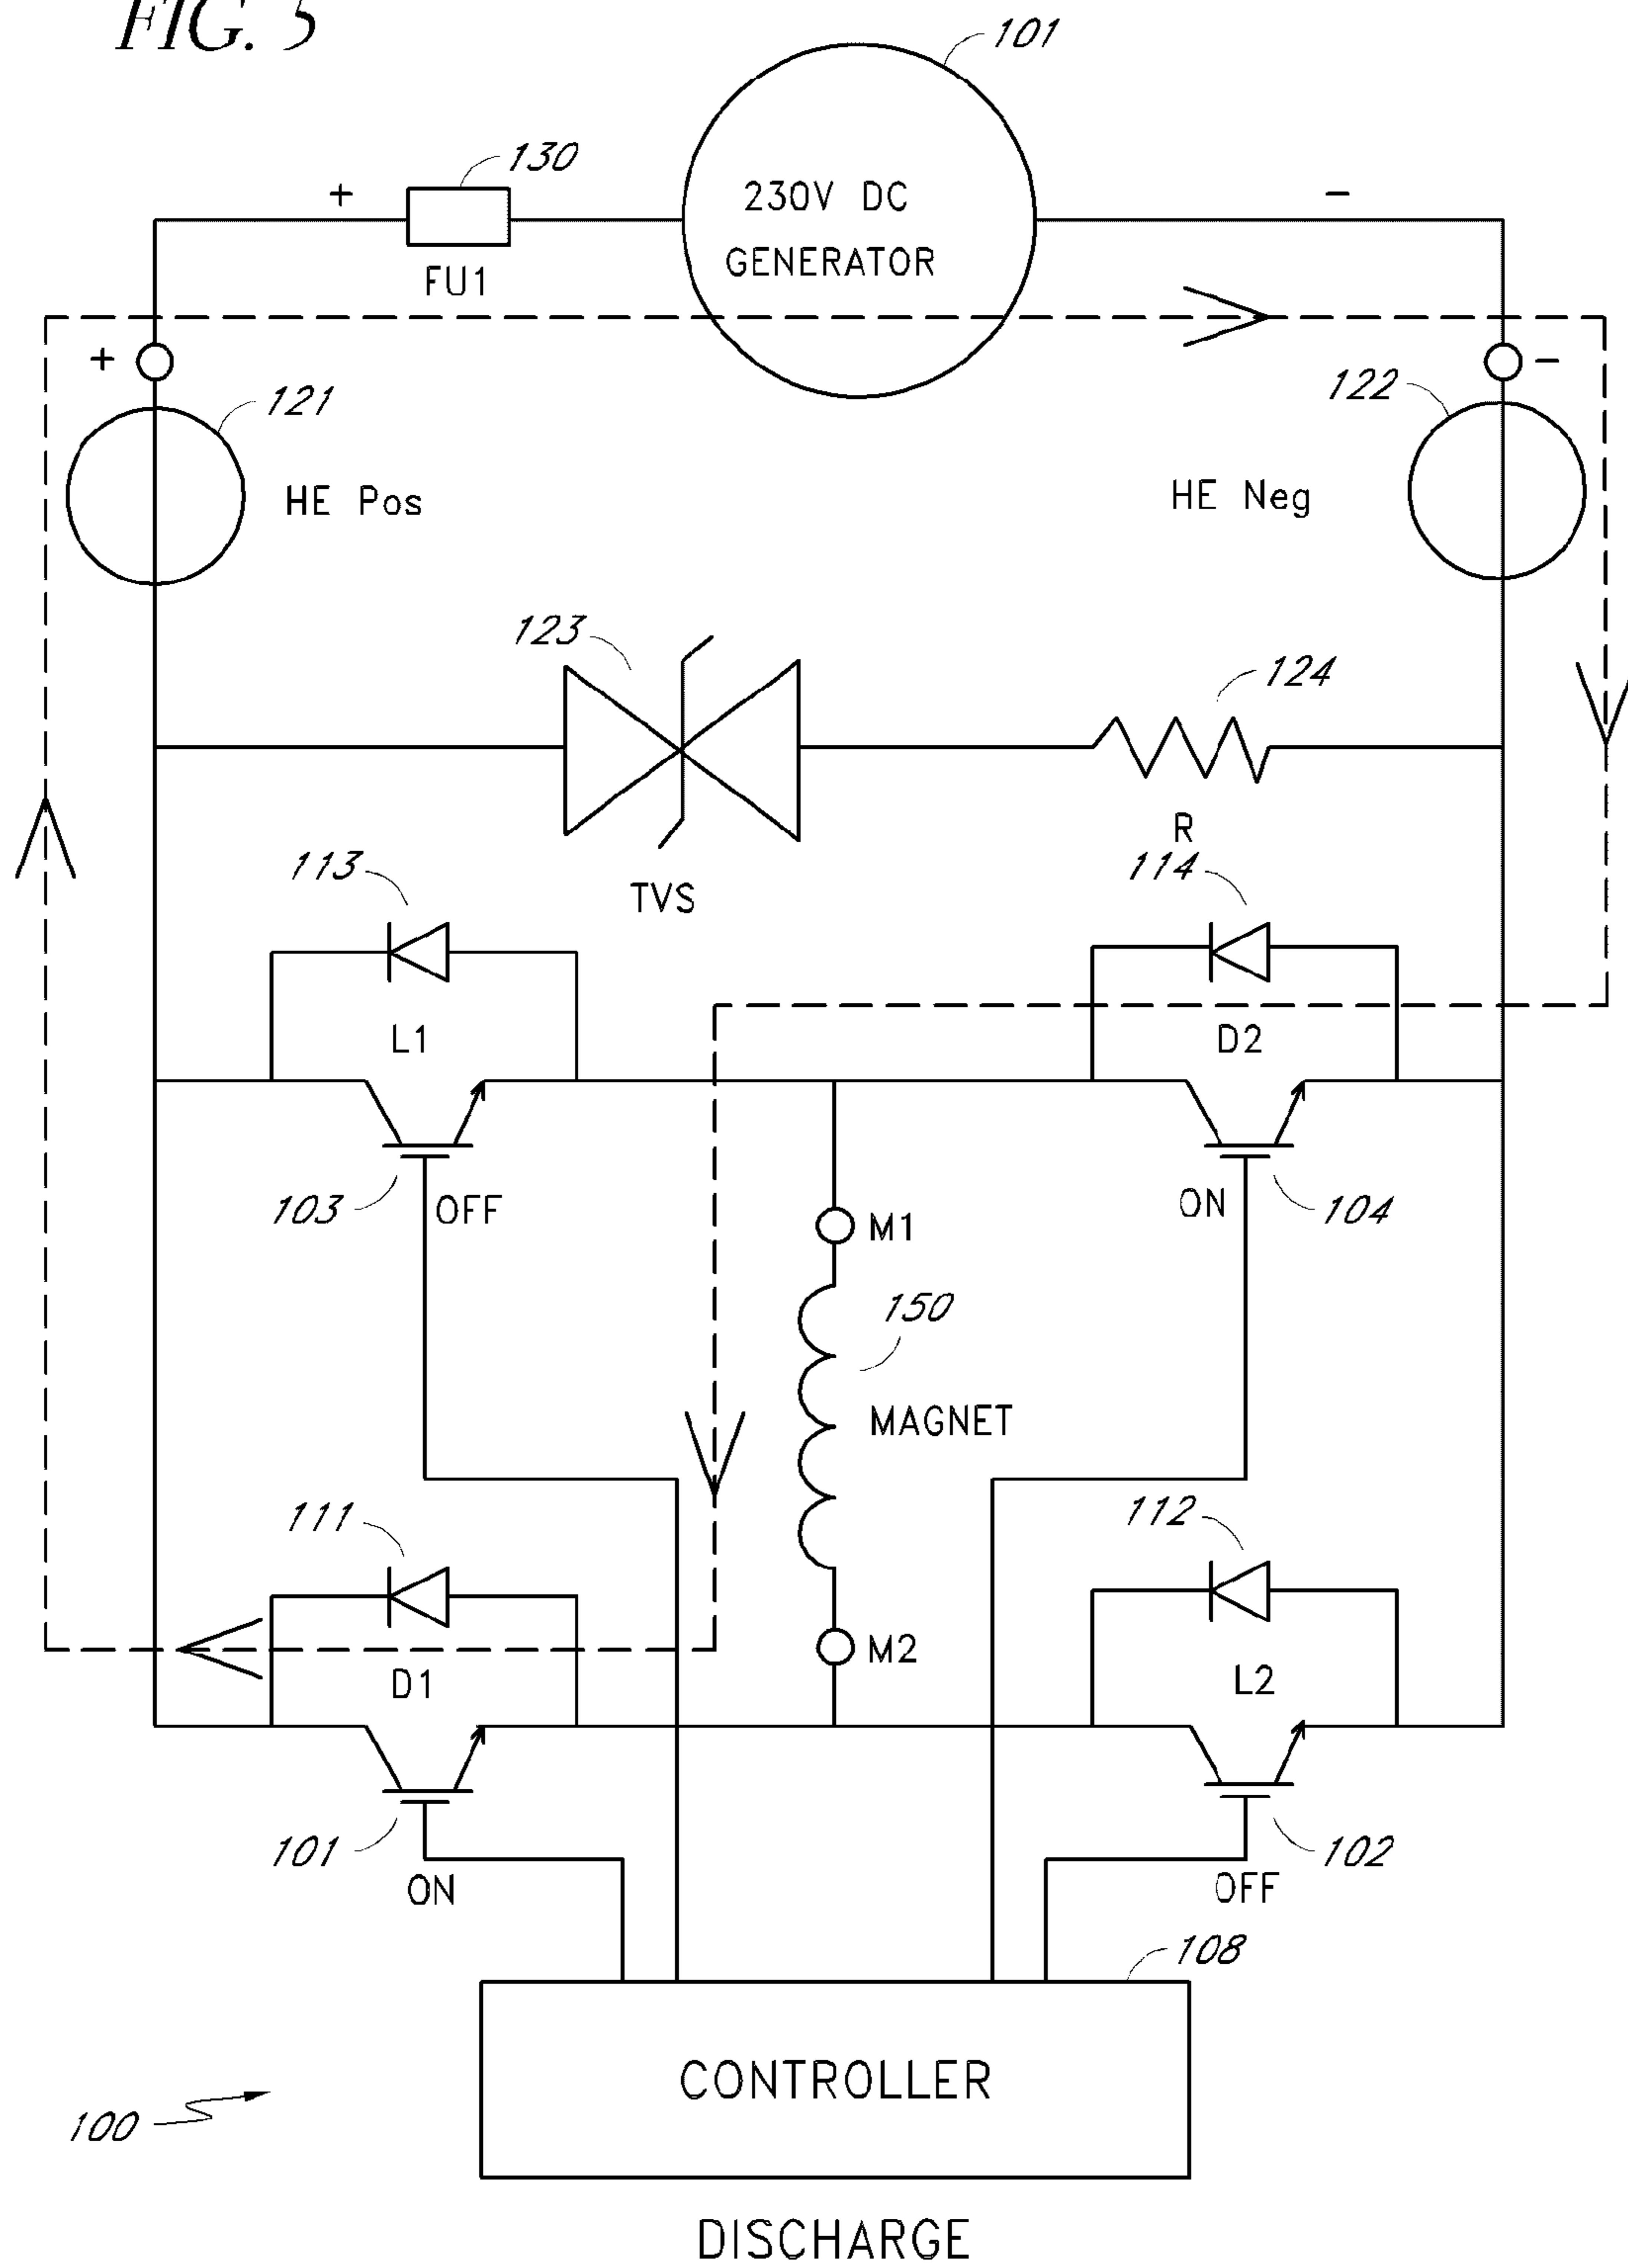 FIG. 5
101
130
+
230V DC
GENERATOR
-
FU1
+
-
121
122
HE Pos
HE Neg
123
124
R
TVS
113
114
L1
D2
103
OFF
ON
104
M1
150
MAGNET
111
112
M2
D1
L2
101
ON
102
OFF
108
CONTROLLER
100
DISCHARGE